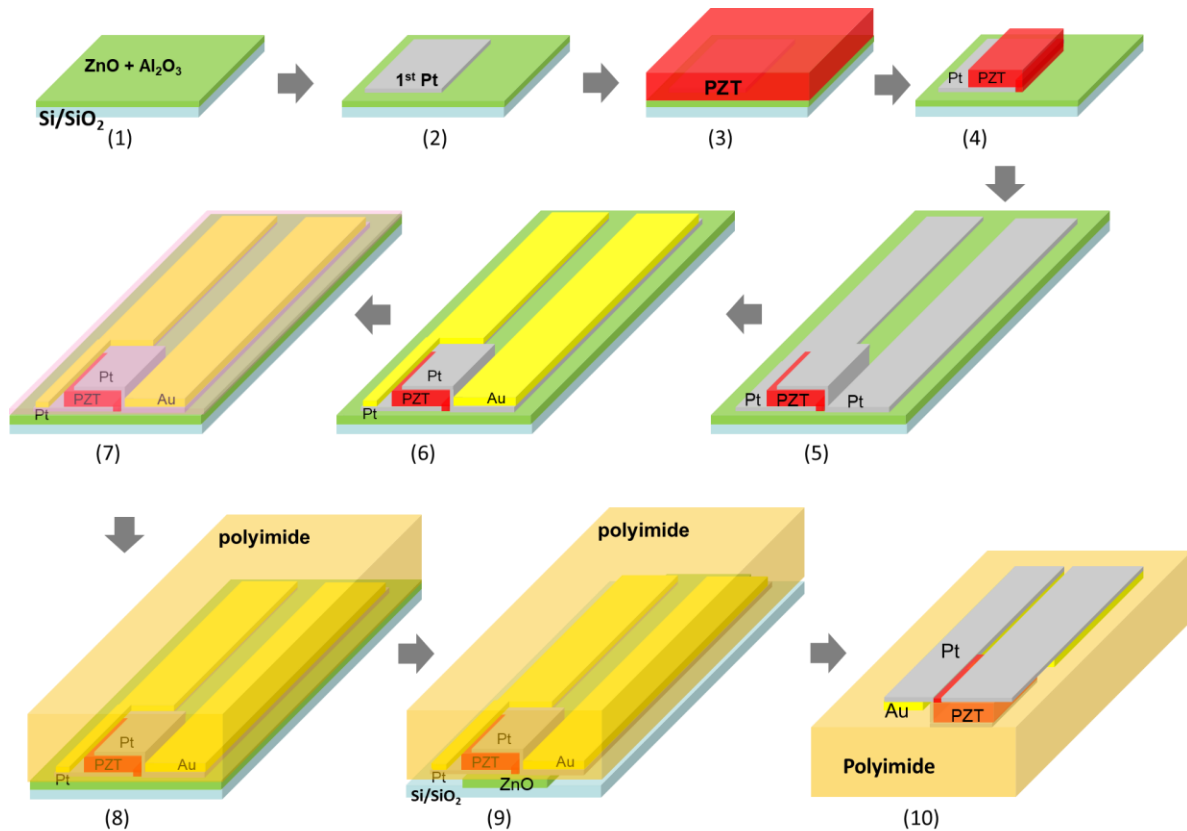 ZnO + Al₂O₃
Si/SiO₂
(1)
1st Pt
(2)
PZT
(3)
Pt
PZT
(4)
Pt
PZT
Pt
Au
(7)
Pt
PZT
Pt
Au
(6)
Pt
PZT
Pt
(5)
polyimide
Pt
PZT
Pt
Au
(8)
polyimide
Pt
PZT
Pt
Au
Si/SiO₂
ZnO
(9)
Pt
Au
PZT
Polyimide
(10)